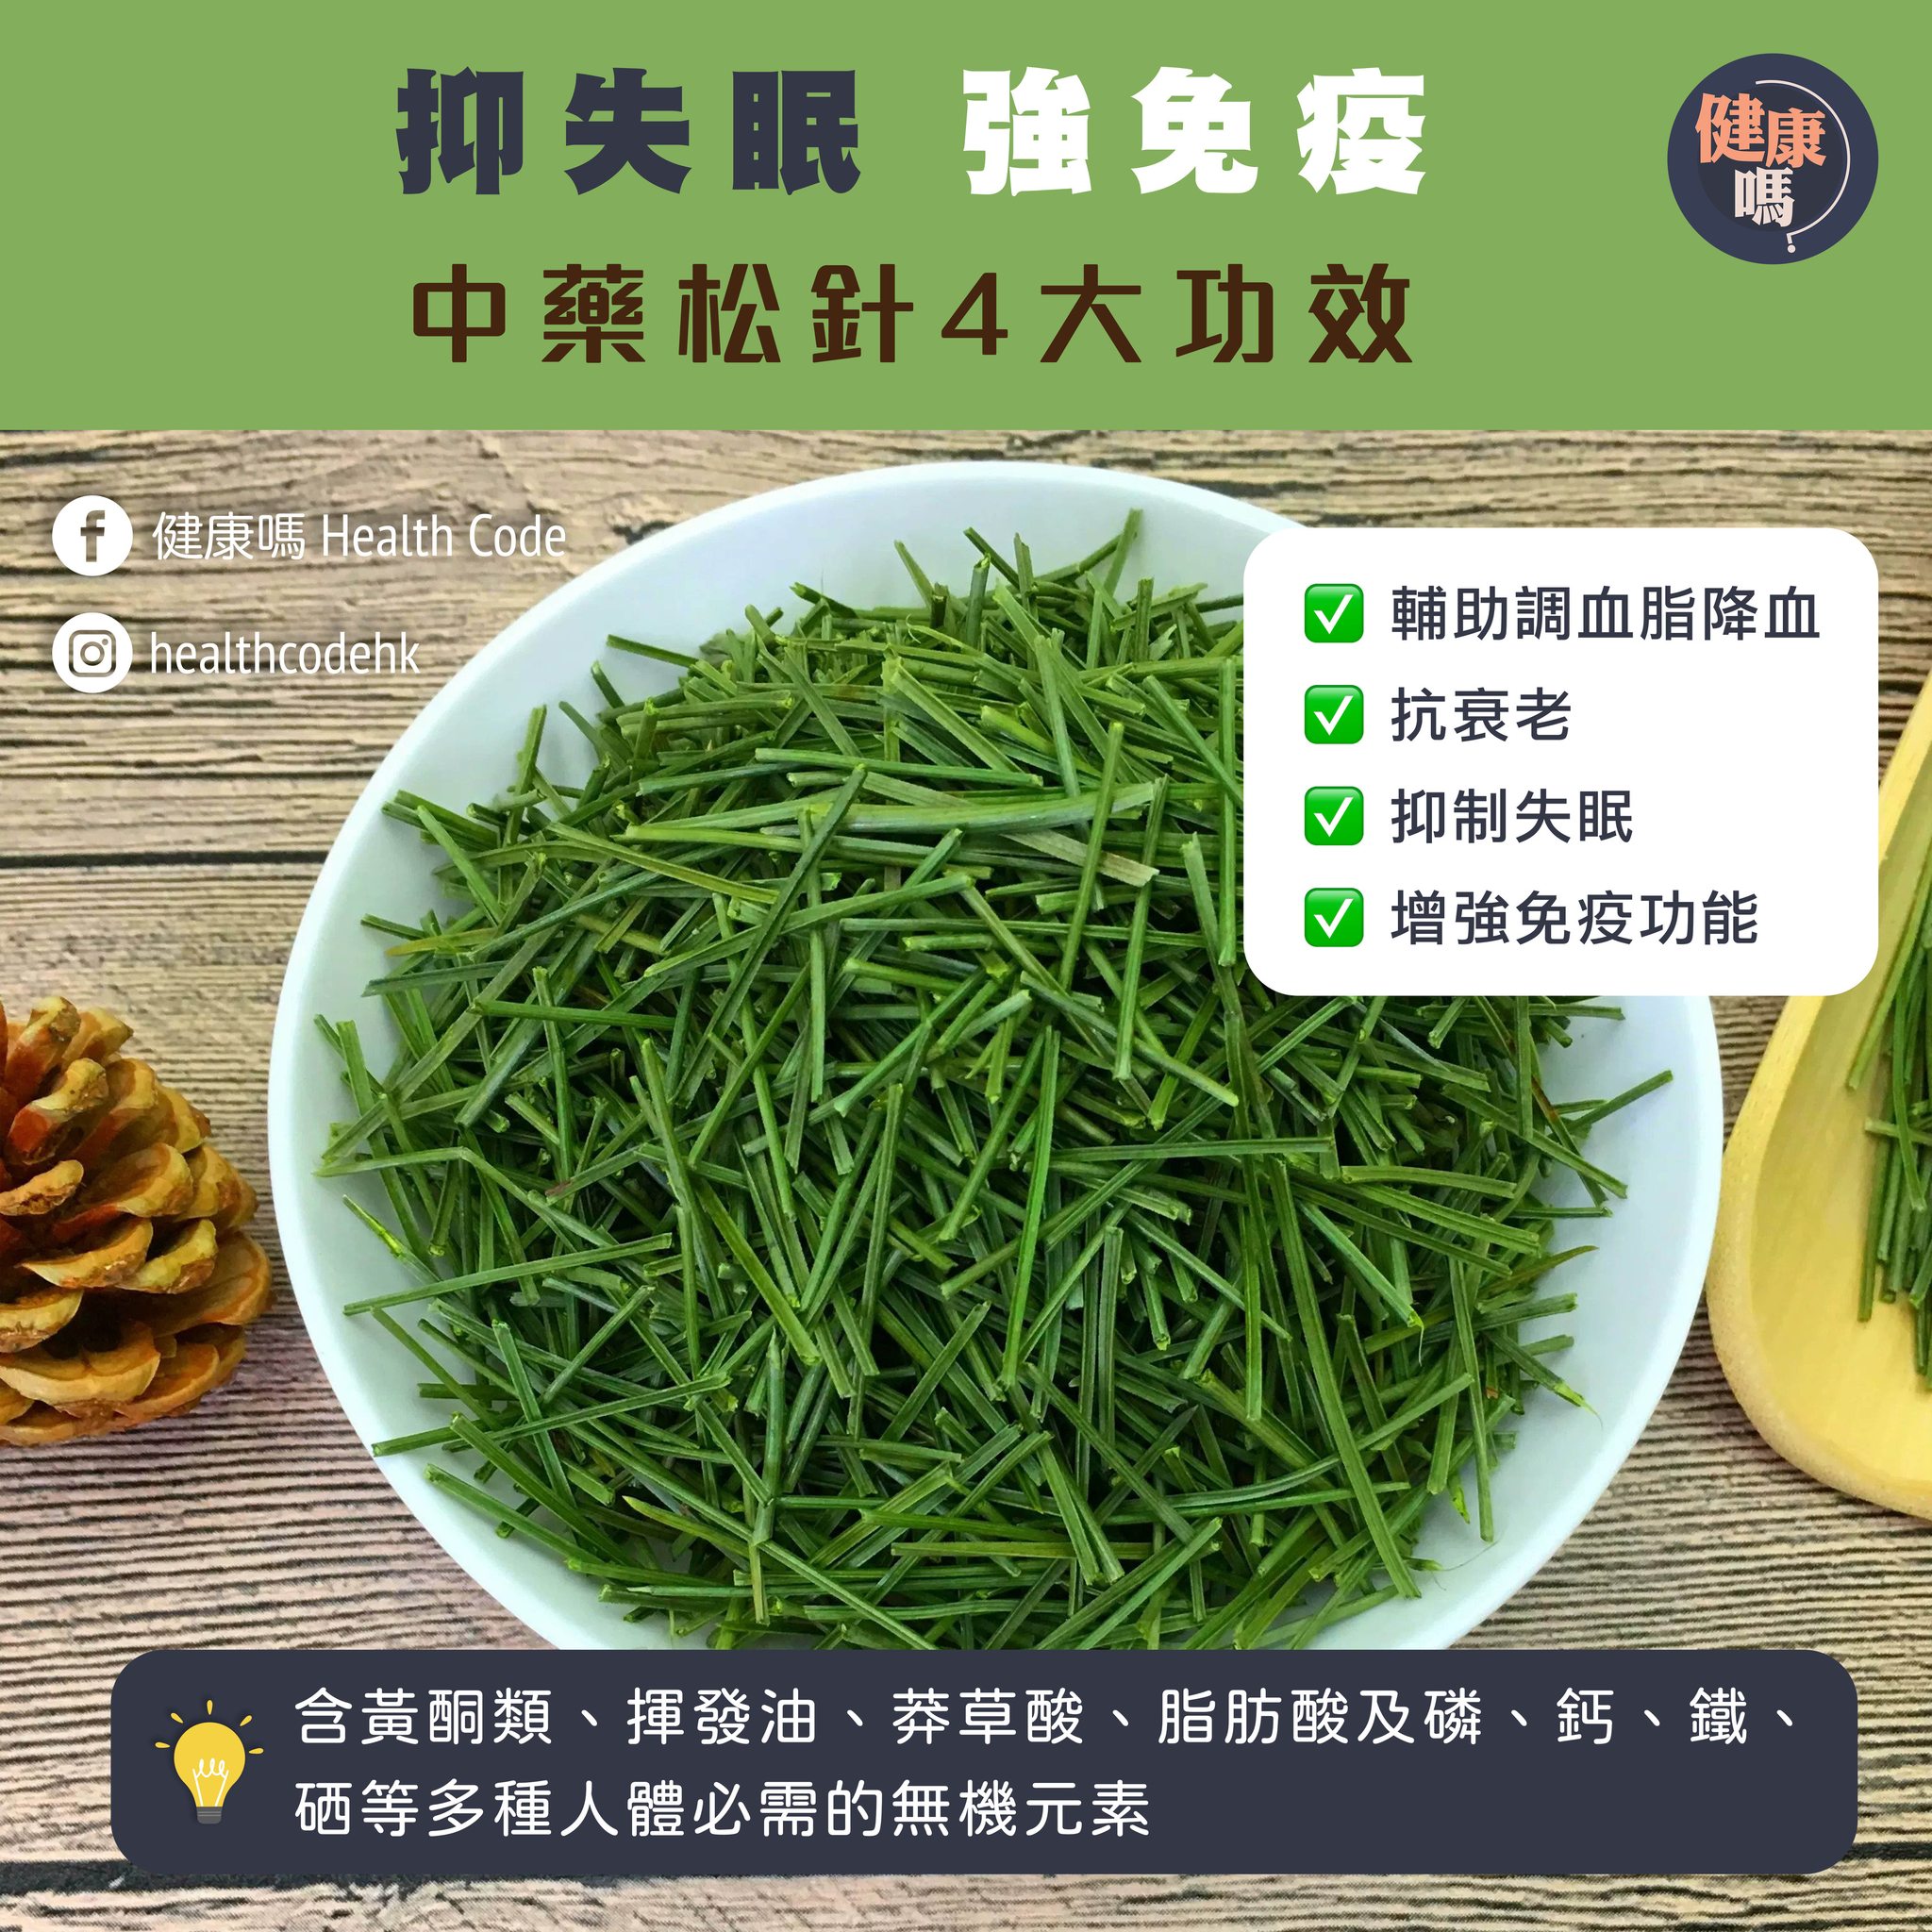 抑失眠 強免疫
健康
嗎?
中藥松針4大功效
健康嗎 Health Code
healthcodehk
輔助調血脂降血
抗衰老
抑制失眠
增強免疫功能
含黃酮類、揮發油、莽草酸、脂肪酸及磷、鈣、鐵、
硒等多種人體必需的無機元素